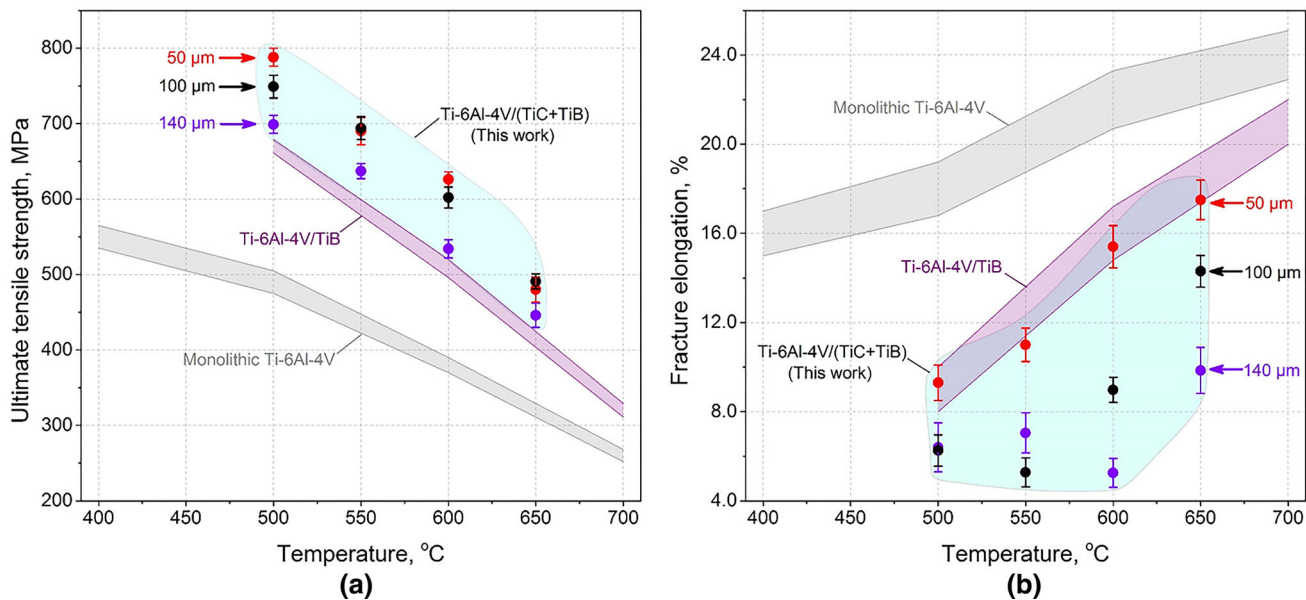 800
700
600
500
400
300
200
Ultimate tensile strength, MPa
50 µm
100 µm
140 µm
Ti-6Al-4V/(TiC+TiB)
(This work)
Ti-6Al-4V/TiB
Monolithic Ti-6Al-4V
400 450 500 550 600 650 700
Temperature, °C
(a)
24.0
20.0
16.0
12.0
8.0
4.0
Fracture elongation, %
Monolithic Ti-6Al-4V
50 µm
Ti-6Al-4V/TiB
100 µm
Ti-6Al-4V/(TiC+TiB)
(This work)
140 µm
400 450 500 550 600 650 700
Temperature, °C
(b)